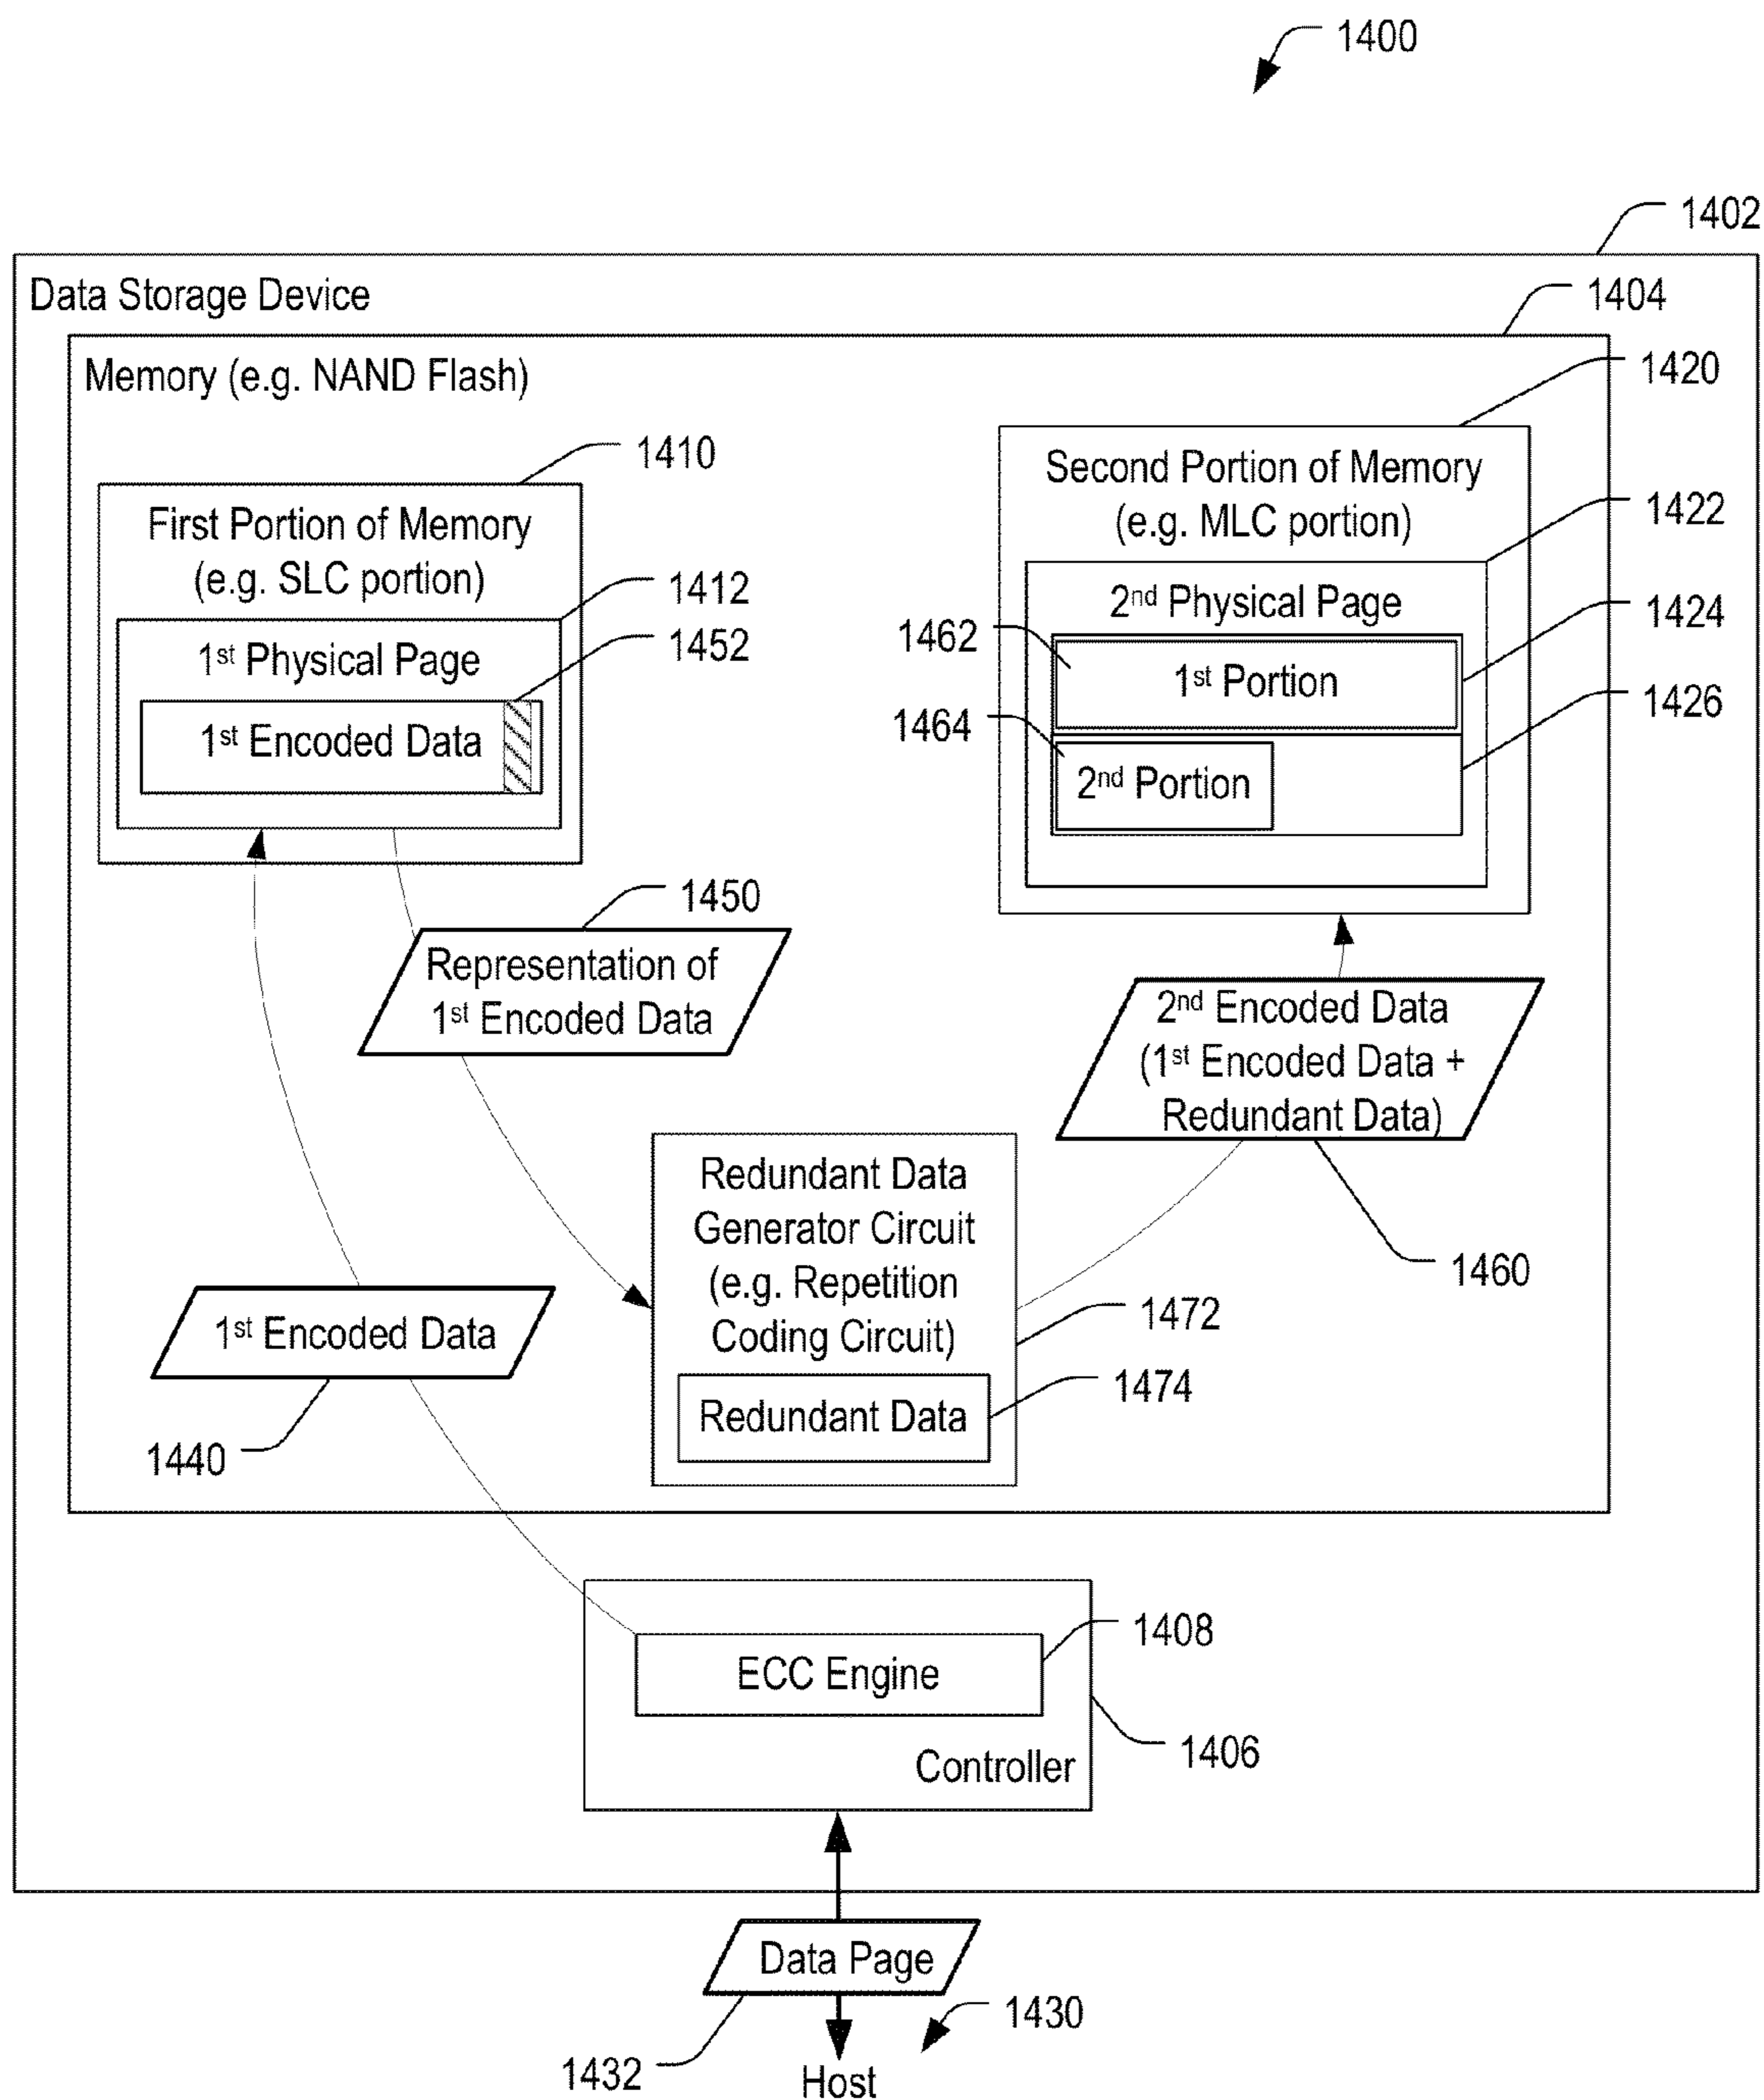 1400
1402
Data Storage Device
1404
Memory (e.g. NAND Flash)
1420
1410
Second Portion of Memory
(e.g. MLC portion)
1422
First Portion of Memory
(e.g. SLC portion)
1412
2nd Physical Page
1424
1462
1452
1st Physical Page
1st Portion
1426
1464
1st Encoded Data
2nd Portion
1450
Representation of
1st Encoded Data
2nd Encoded Data
(1st Encoded Data +
Redundant Data)
1460
Redundant Data
Generator Circuit
(e.g. Repetition
Coding Circuit)
1472
1st Encoded Data
1474
Redundant Data
1440
1408
ECC Engine
1406
Controller
Data Page
1430
1432
Host